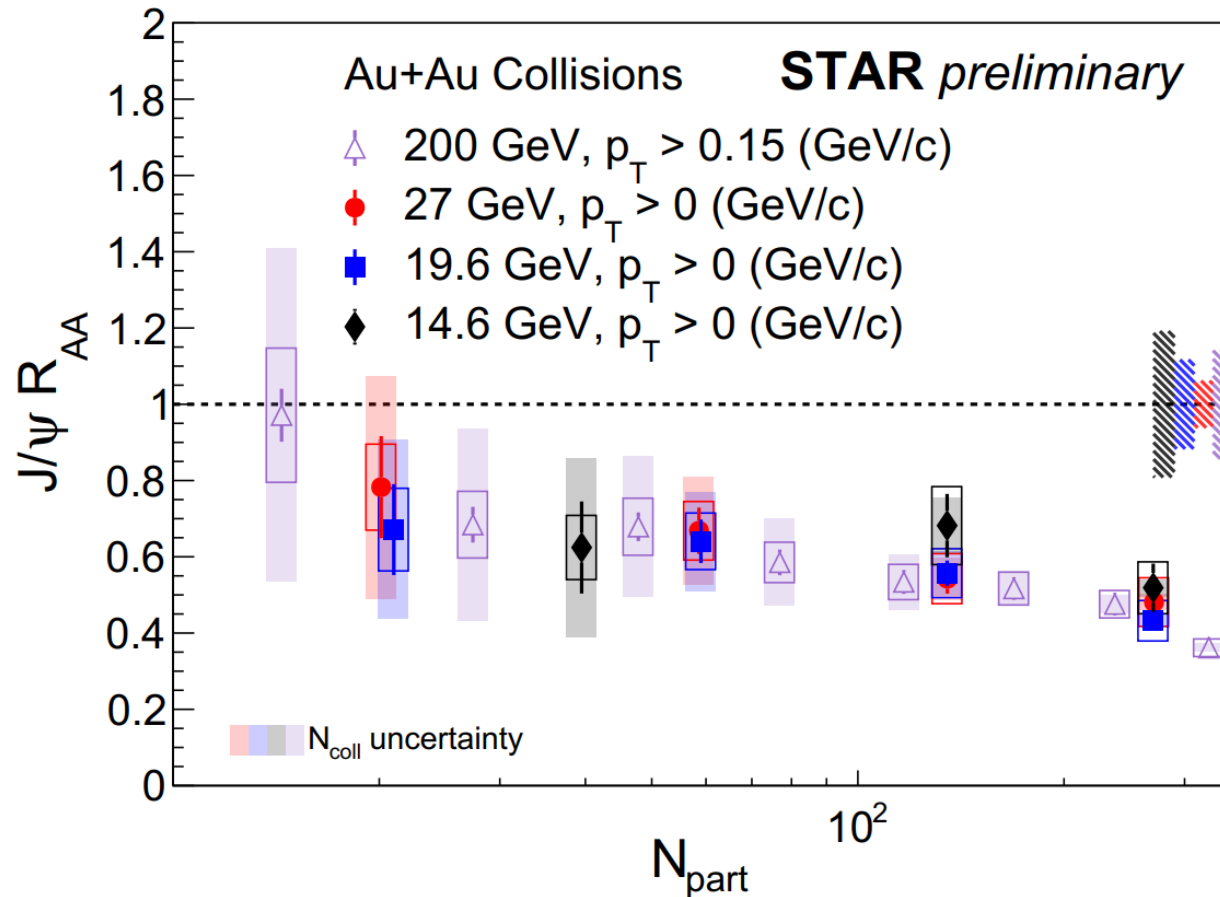 Au+Au Collisions STAR preliminary
200 GeV, p_T > 0.15 (GeV/c)
27 GeV, p_T > 0 (GeV/c)
19.6 GeV, p_T > 0 (GeV/c)
14.6 GeV, p_T > 0 (GeV/c)
J/ψ R_AA
2
1.8
1.6
1.4
1.2
1
0.8
0.6
0.4
0.2
0
N_coll uncertainty
10²
N_part